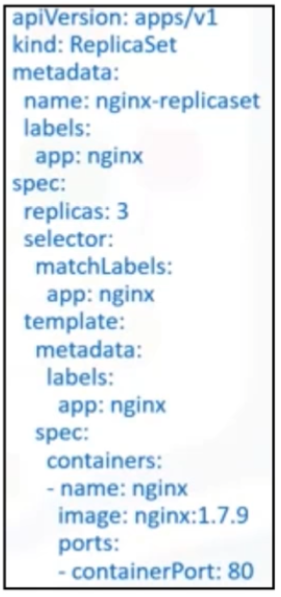 apiVersion: apps/v1
kind: ReplicaSet
metadata:
  name: nginx-replicaset
  labels:
    app: nginx
spec:
  replicas: 3
  selector:
    matchLabels:
      app: nginx
  template:
    metadata:
      labels:
        app: nginx
    spec:
      containers:
      - name: nginx
        image: nginx:1.7.9
        ports:
        - containerPort: 80